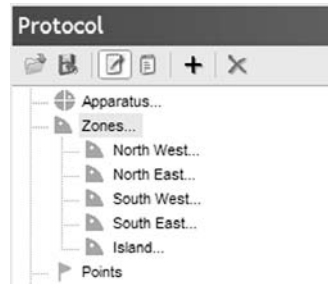 Protocol
Apparatus...
Zones...
North West...
North East...
South West...
South East...
Island...
Points